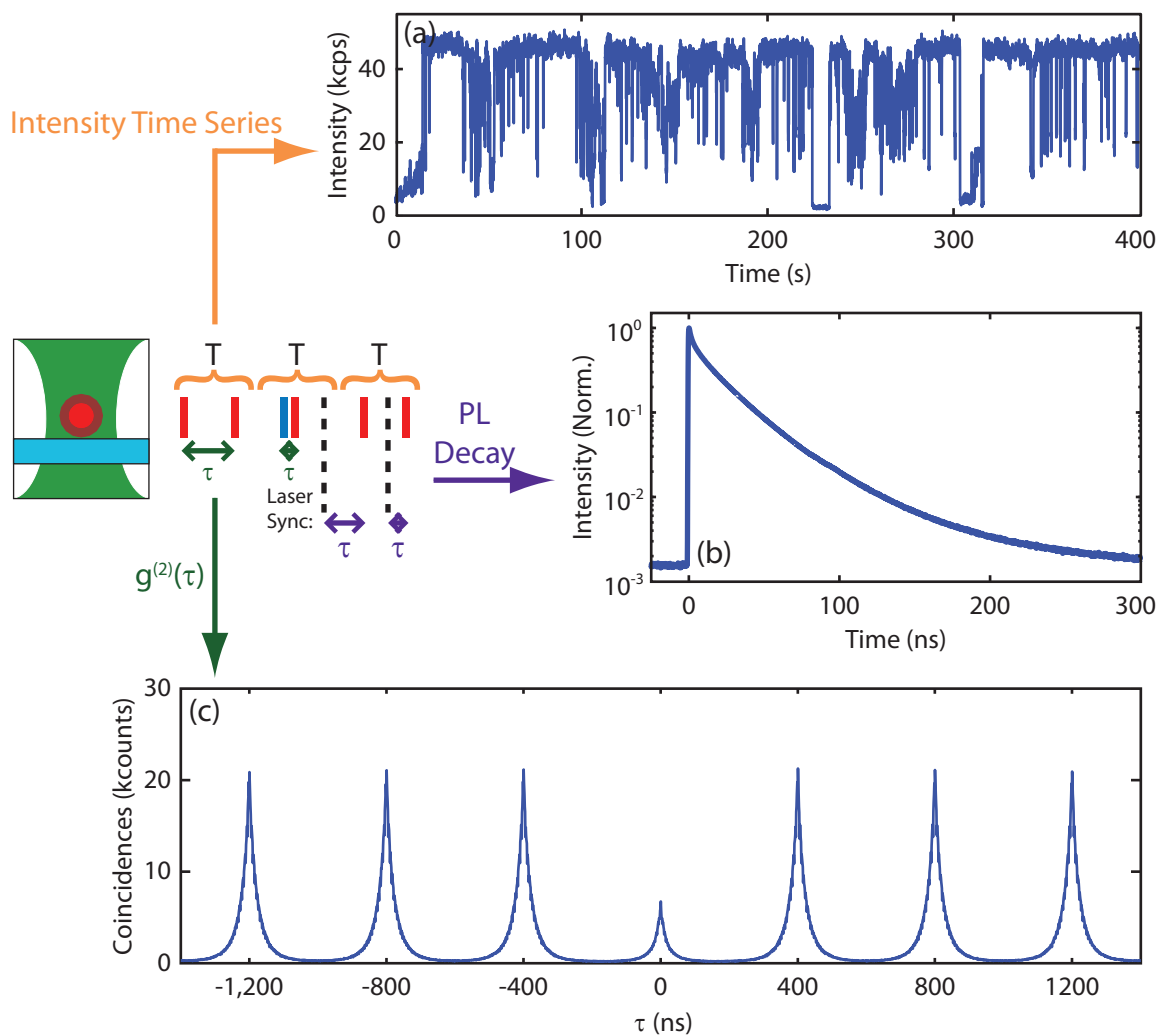 (a)
Intensity (kcps)
40
20
0
0 100 200 300 400
Time (s)
Intensity Time Series
T T T
τ τ
Laser
Sync:
τ τ
PL
Decay
g⁽²⁾(τ)
Intensity (Norm.)
10⁰
10⁻¹
10⁻²
10⁻³
(b)
0 100 200 300
Time (ns)
(c)
Coincidences (kcounts)
30
20
10
0
-1,200 -800 -400 0 400 800 1200
τ (ns)